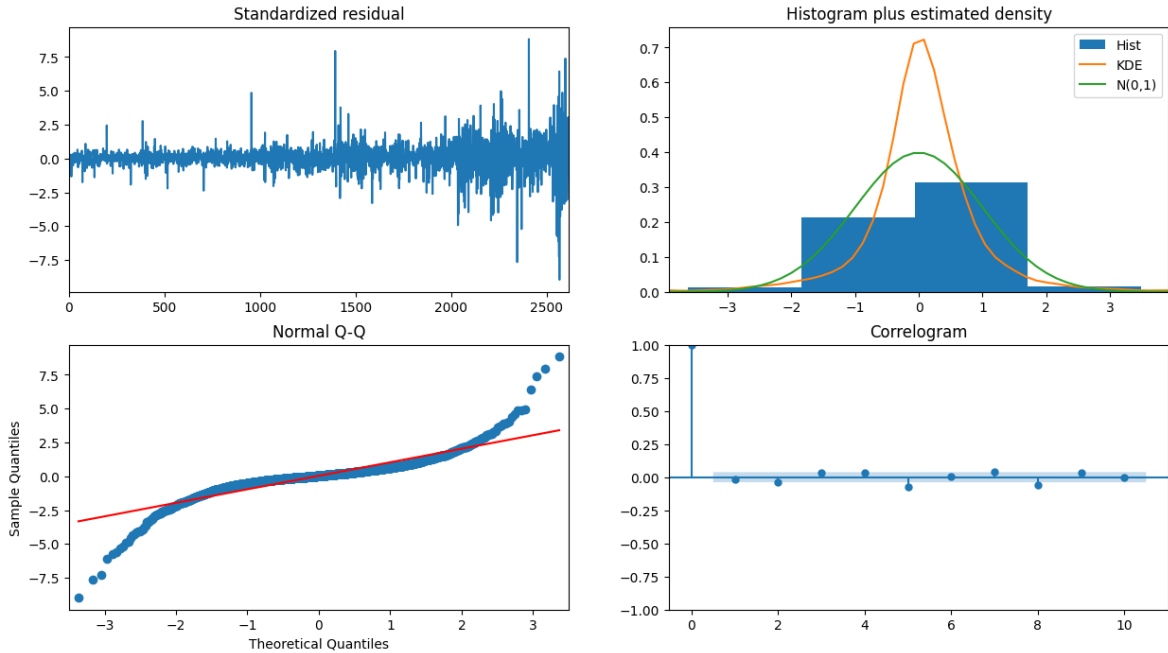 Standardized residual
7.5
5.0
2.5
0.0
−2.5
−5.0
−7.5
0 500 1000 1500 2000 2500
Histogram plus estimated density
0.7
0.6
0.5
0.4
0.3
0.2
0.1
0.0
−3 −2 −1 0 1 2 3
Hist
KDE
N(0,1)
Normal Q-Q
Sample Quantiles
7.5
5.0
2.5
0.0
−2.5
−5.0
−7.5
−3 −2 −1 0 1 2 3
Theoretical Quantiles
Correlogram
1.00
0.75
0.50
0.25
0.00
−0.25
−0.50
−0.75
−1.00
0 2 4 6 8 10